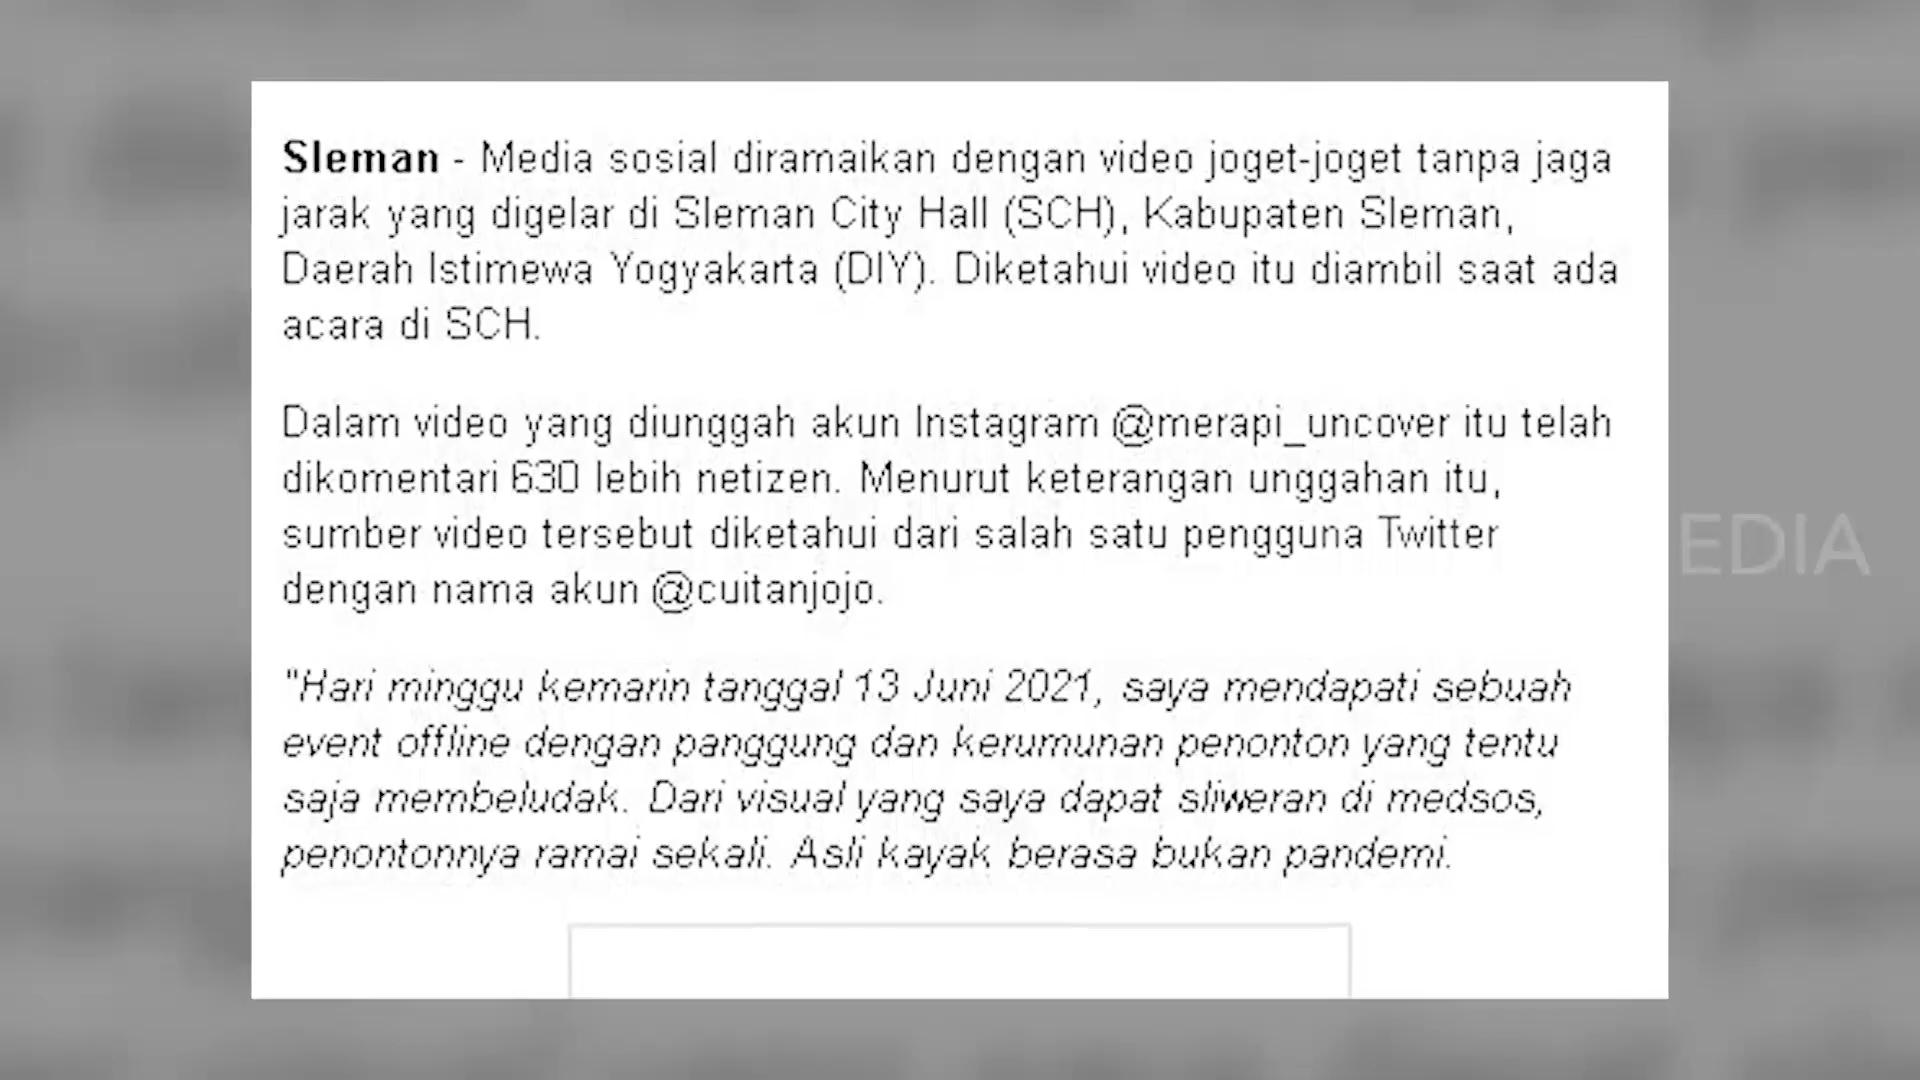 Sleman - Media sosial diramaikan dengan video joget-joget tanpa jaga
jarak yang digelar di Sleman City Hall (SCH), Kabupaten Sleman,
Daerah Istimewa Yogyakarta (DIY). Diketahui video itu diambil saat ada
acara di SCH.
Dalam video yang diunggah akun Instagram @merapi_uncover itu telah
dikomentari 630 lebih netizen. Menurut keterangan unggahan itu,
sumber video tersebut diketahui dari salah satu pengguna Twitter
dengan nama akun @cuitanjojo.
"Hari minggu kemarin tanggal 13 Juni 2021, saya mendapati sebuah
event offline dengan panggung dan kerumunan penonton yang tentu
saja membeludak. Dari visual yang saya dapat sliweran di medsos,
penontonnya ramai sekali. Asli kayak berasa bukan pandemi.
EDIA